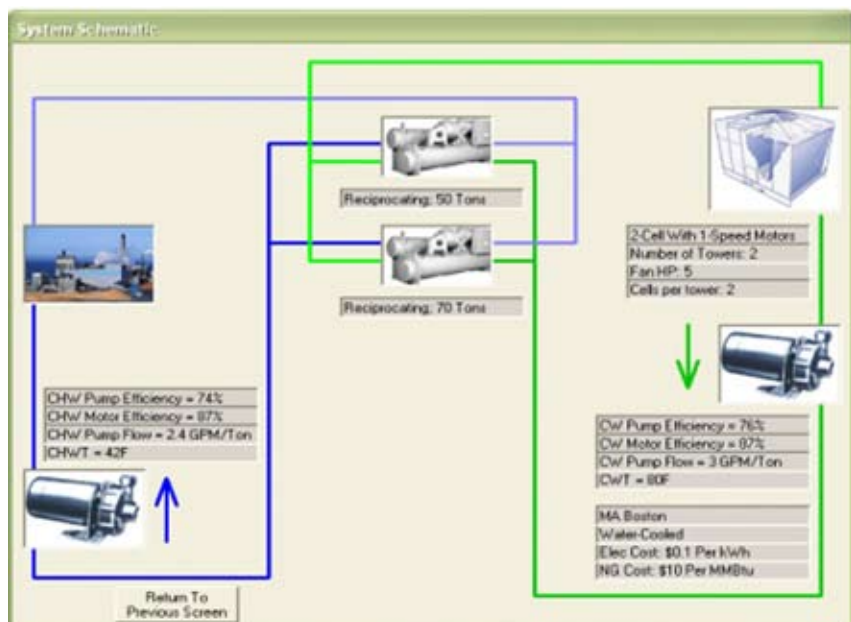 System Schematic
Reciprocating; 50 Tons
Reciprocating; 70 Tons
2-Cell With 1-Speed Motors
Number of Towers: 2
Fan HP: 5
Cells per tower: 2
CHW Pump Efficiency = 74%
CHW Motor Efficiency = 87%
CHW Pump Flow = 2.4 GPM/Ton
CHWT = 42F
CW Pump Efficiency = 76%
CW Motor Efficiency = 87%
CW Pump Flow = 3 GPM/Ton
CWT = 80F
MA Boston
Water-Cooled
Elec Cost: $0.1 Per kWh
NG Cost: $10 Per MMBtu
Return To
Previous Screen